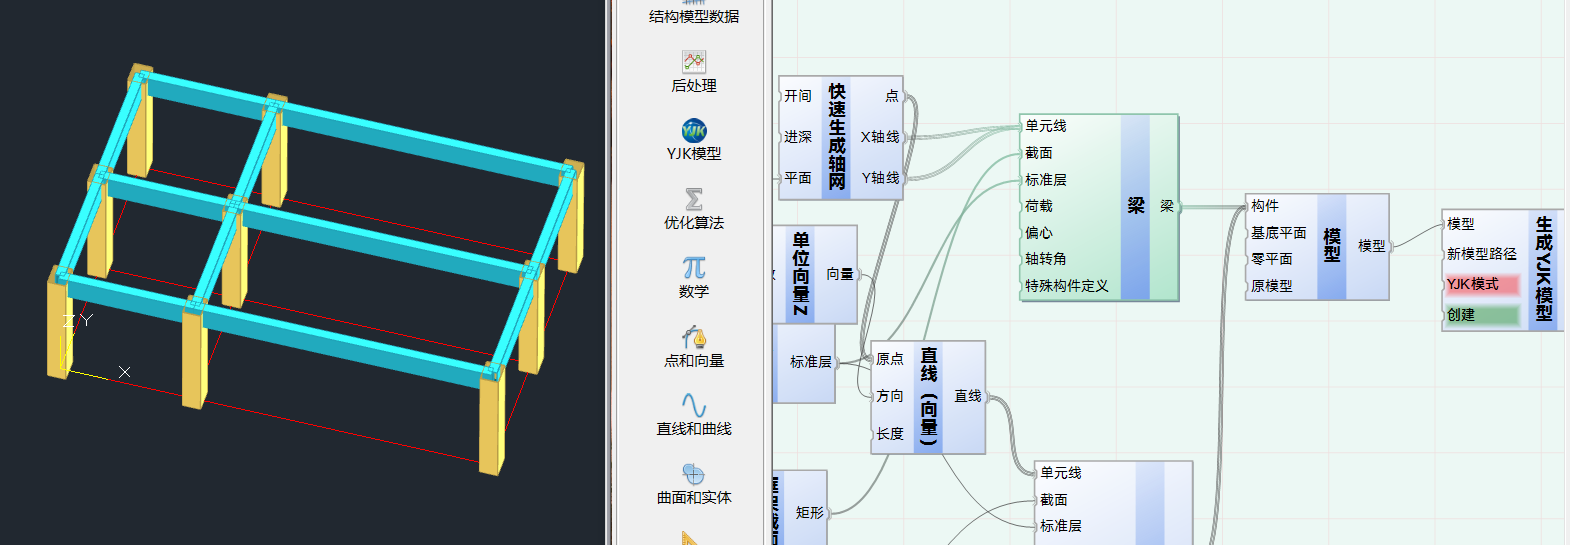 Z Y
X
结构模型数据
后处理
YJK
YJK模型
优化算法
数学
点和向量
直线和曲线
曲面和实体
开间
进深
平面
快速生成轴网
点
X轴线
Y轴线
单位向量Z
向量
标准层
矩形
原点
方向
长度
直线（向量）
直线
单元线
截面
标准层
荷载
偏心
轴转角
特殊构件定义
梁
梁
单元线
截面
标准层
构件
基底平面
零平面
原模型
模型
模型
模型
新模型路径
YJK模式
创建
生成YJK模型